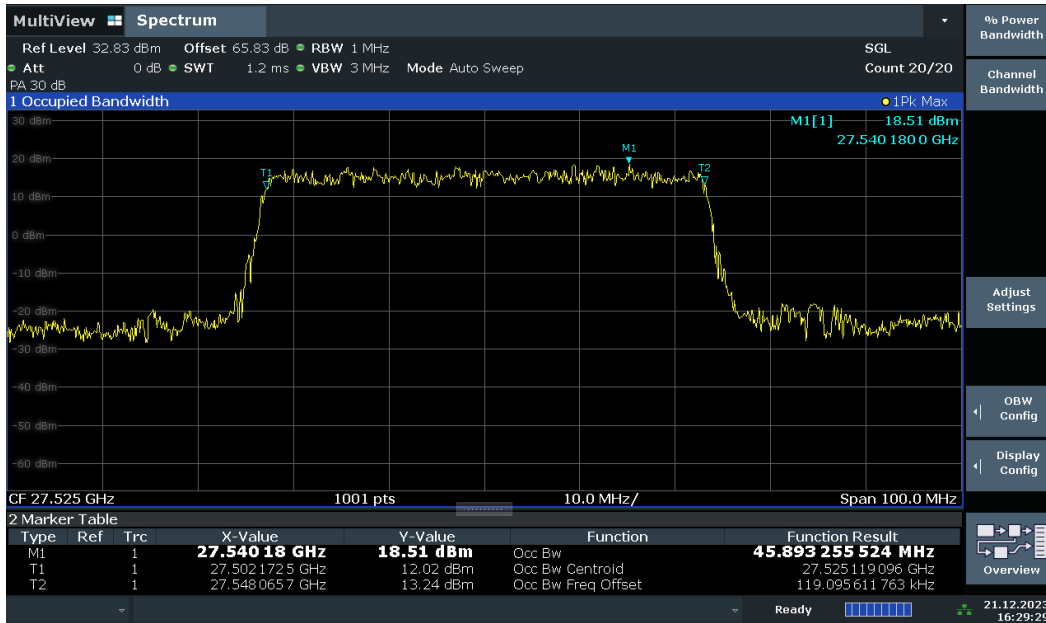 MultiView Spectrum
Ref Level 32.83 dBm Offset 65.83 dB RBW 1 MHz SGL
Att 0 dB SWT 1.2 ms VBW 3 MHz Mode Auto Sweep Count 20/20
PA 30 dB
1 Occupied Bandwidth 1Pk Max
30 dBm
M1[1] 18.51 dBm
27.540 180 0 GHz
M1
20 dBm
T1
T2
10 dBm
0 dBm
-10 dBm
-20 dBm
-30 dBm
-40 dBm
-50 dBm
-60 dBm
CF 27.525 GHz 1001 pts 10.0 MHz/ Span 100.0 MHz
2 Marker Table
Type Ref Trc X-Value Y-Value Function Function Result
M1 1 27.540 18 GHz 18.51 dBm Occ Bw 45.893 255 524 MHz
T1 1 27.502 172 5 GHz 12.02 dBm Occ Bw Centroid 27.525 119 096 GHz
T2 1 27.548 065 7 GHz 13.24 dBm Occ Bw Freq Offset 119.095 611 763 kHz
Ready 21.12.2023
16:29:29
% Power
Bandwidth
Channel
Bandwidth
Adjust
Settings
OBW
Config
Display
Config
Overview